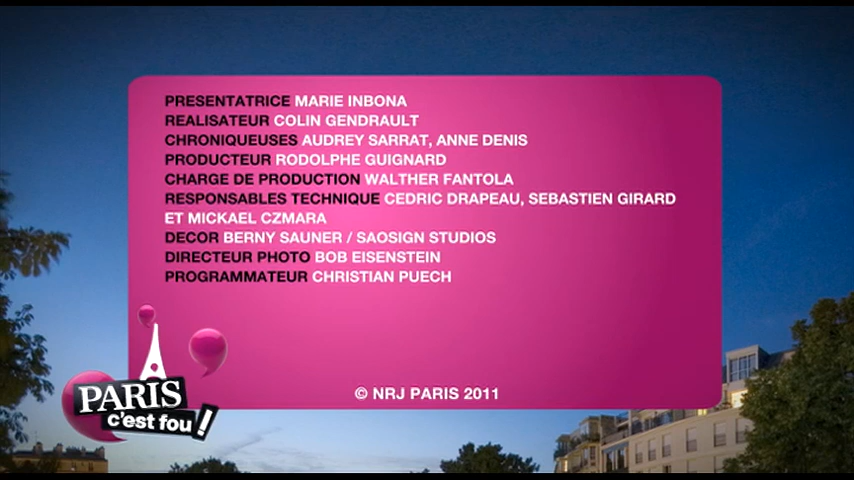 PRESENTATRICE MARIE INBONA
REALISATEUR COLIN GENDRAULT
CHRONIQUEUSES AUDREY SARRAT, ANNE DENIS
PRODUCTEUR RODOLPHE GUIGNARD
CHARGE DE PRODUCTION WALTHER FANTOLA
RESPONSABLES TECHNIQUE CEDRIC DRAPEAU, SEBASTIEN GIRARD
ET MICKAEL CZMARA
DECOR BERNY SAUNER / SAOSIGN STUDIOS
DIRECTEUR PHOTO BOB EISENSTEIN
PROGRAMMATEUR CHRISTIAN PUECH
© NRJ PARIS 2011
PARIS
c'est fou !